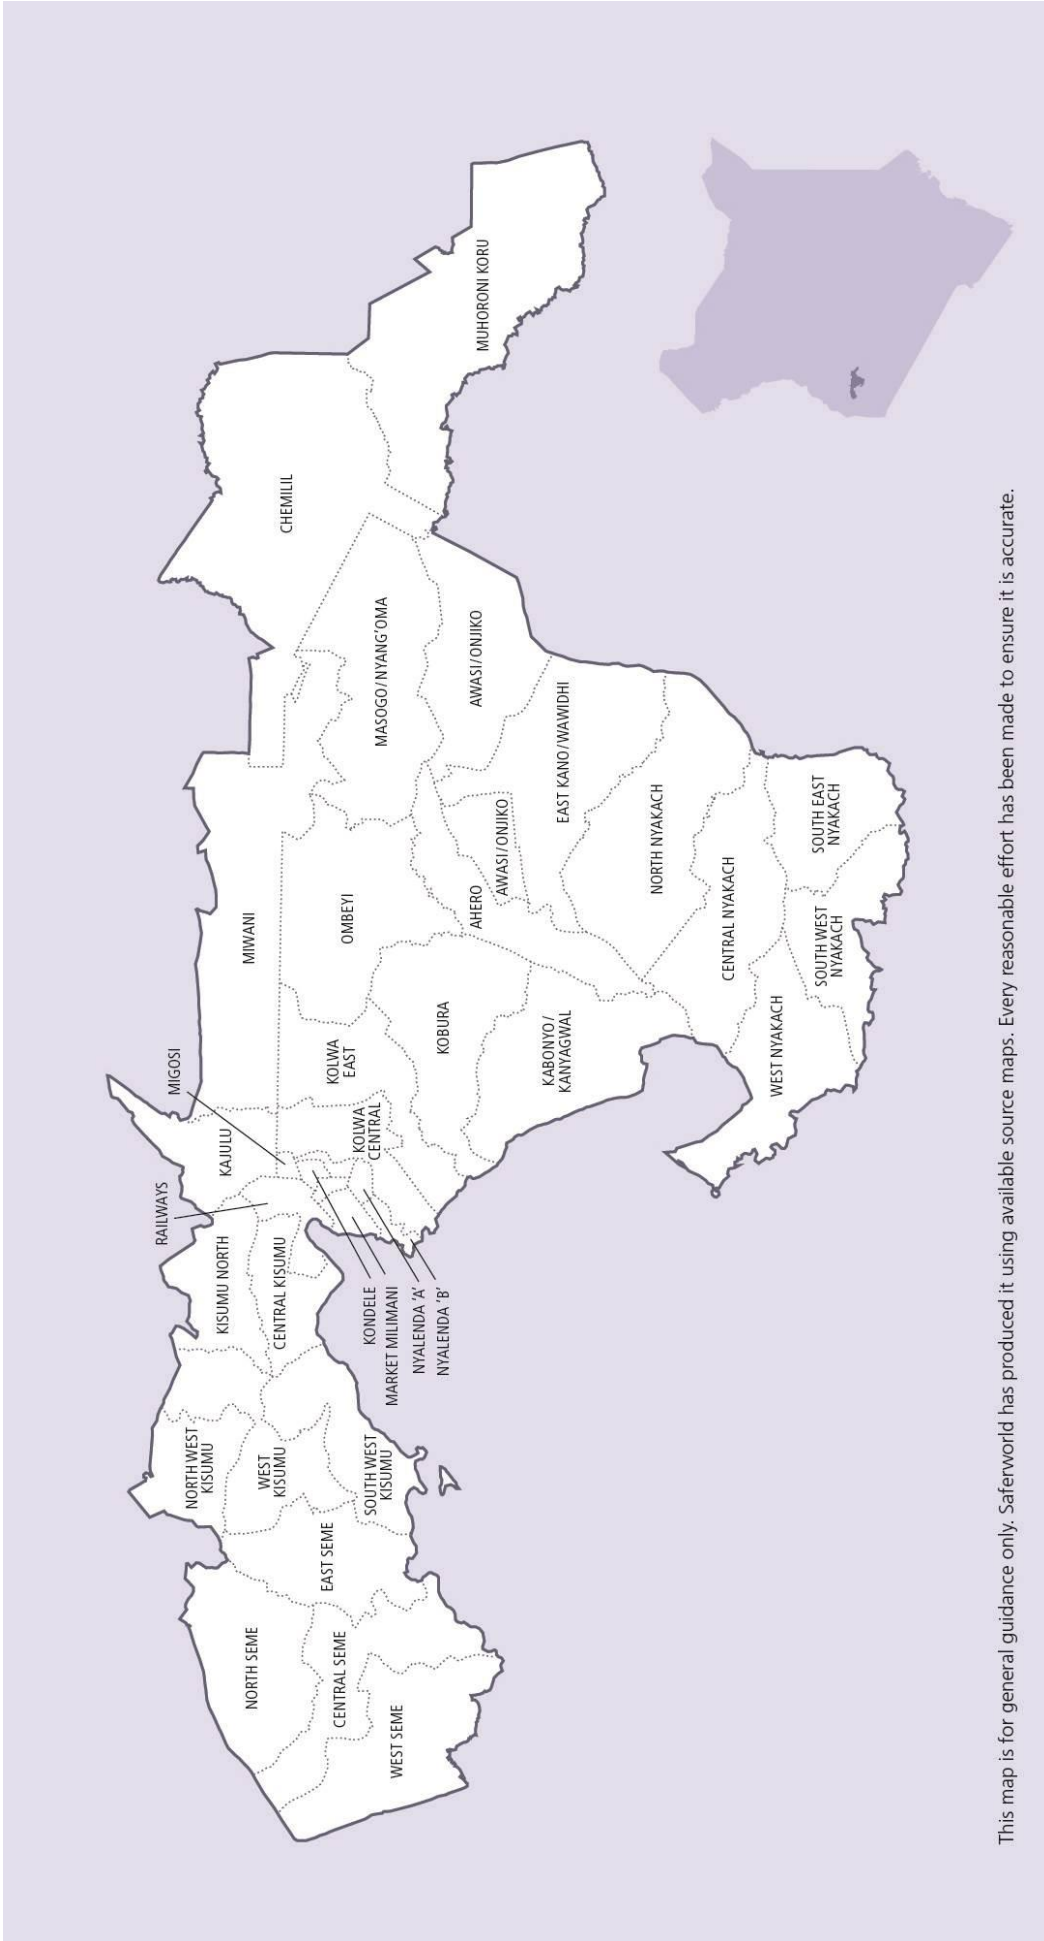 MIGOSI
RAILWAYS
KAJULU
MIWANI
CHEMILIL
MUHORONI KORU
NORTH WEST
KISUMU
KISUMU NORTH
CENTRAL KISUMU
WEST
KISUMU
SOUTH WEST
KISUMU
NORTH SEME
EAST SEME
CENTRAL SEME
WEST SEME
KOLWA
EAST
KOLWA
CENTRAL
OMBEYI
MASOGO/NYANG'OMA
KONDELE
MARKET MILIMANI
NYALENDA 'A'
NYALENDA 'B'
KOBURA
AHERO
AWASI/ONJIKO
AWASI/ONJIKO
KABONYO/
KANYAGWAL
EAST KANO/WAWIDHI
NORTH NYAKACH
CENTRAL NYAKACH
WEST NYAKACH
SOUTH WEST
NYAKACH
SOUTH EAST
NYAKACH
This map is for general guidance only. Saferworld has produced it using available source maps. Every reasonable effort has been made to ensure it is accurate.